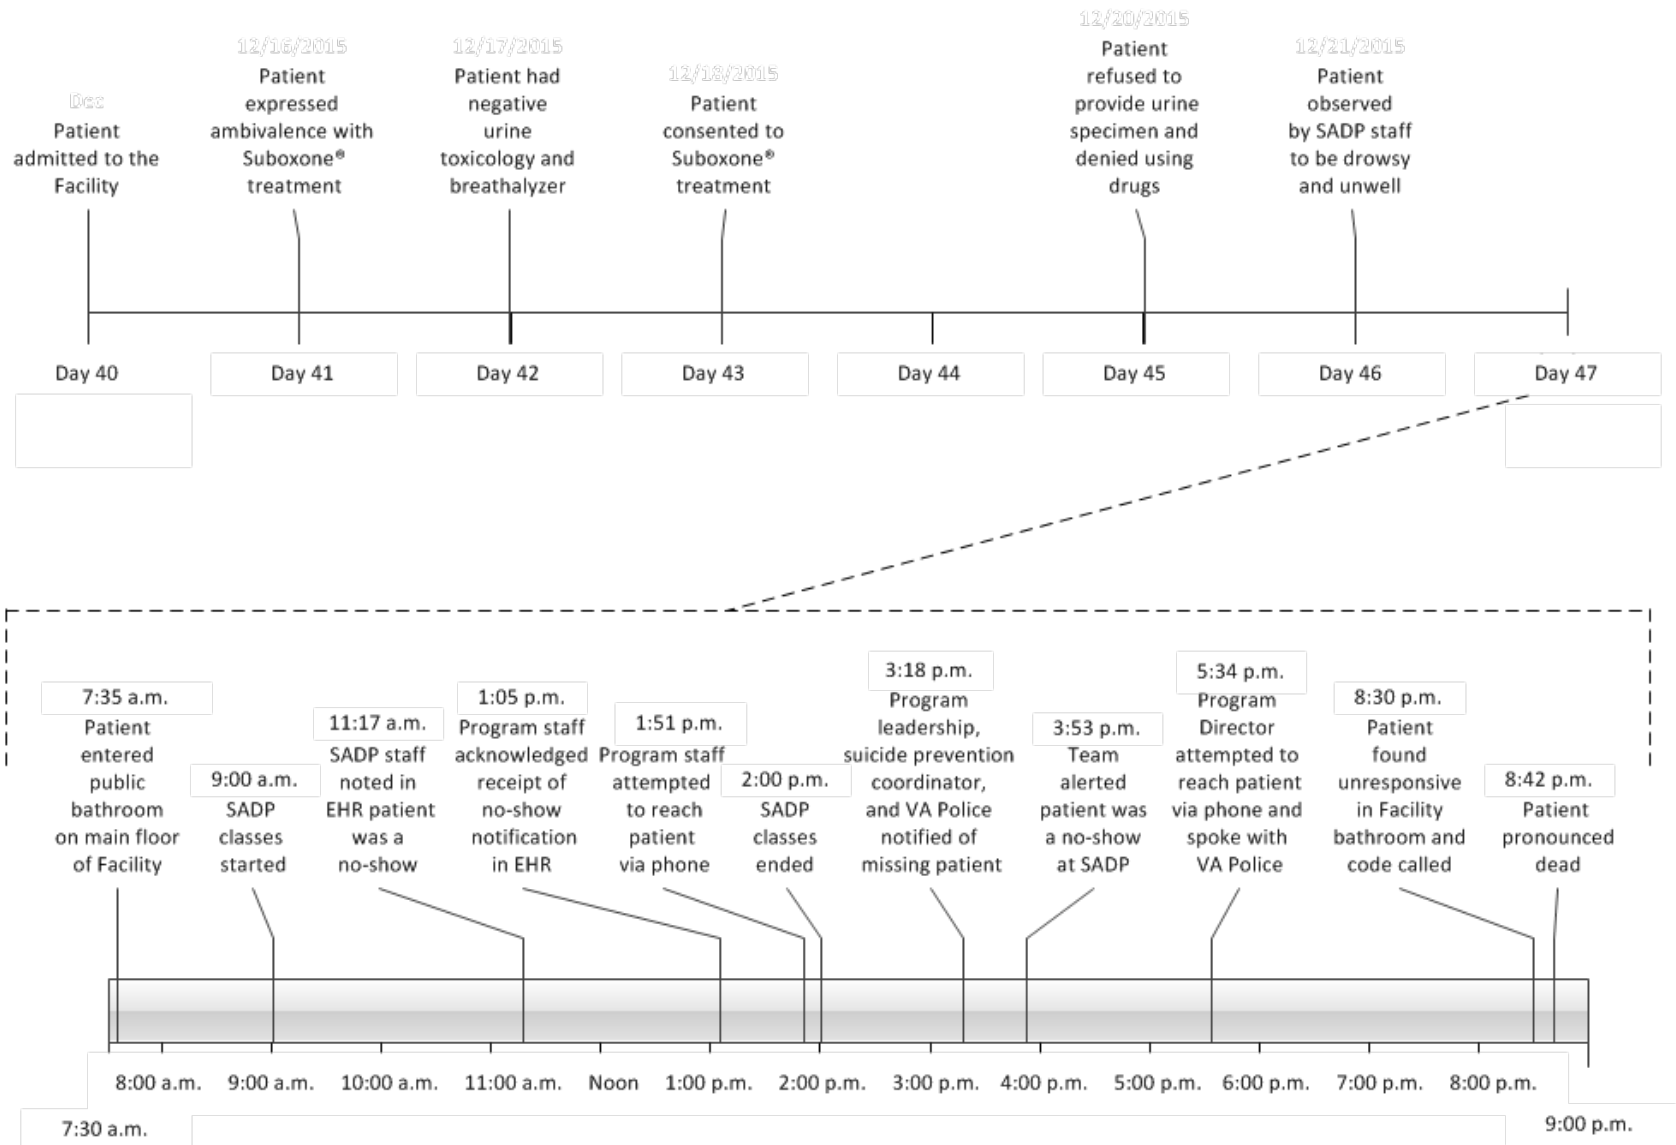 Dec
Patient
admitted to the
Facility
12/16/2015
Patient
expressed
ambivalence with
Suboxone®
treatment
12/17/2015
Patient had
negative
urine
toxicology and
breathalyzer
12/18/2015
Patient
consented to
Suboxone®
treatment
12/20/2015
Patient
refused to
provide urine
specimen and
denied using
drugs
12/21/2015
Patient
observed
by SADP staff
to be drowsy
and unwell
Day 40
Day 41
Day 42
Day 43
Day 44
Day 45
Day 46
Day 47
7:35 a.m.
Patient
entered
public
bathroom
on main floor
of Facility
9:00 a.m.
SADP
classes
started
11:17 a.m.
SADP staff
noted in
EHR patient
was a
no-show
1:05 p.m.
Program staff
acknowledged
receipt of
no-show
notification
in EHR
1:51 p.m.
Program staff
attempted
to reach
patient
via phone
2:00 p.m.
SADP
classes
ended
3:18 p.m.
Program
leadership,
suicide prevention
coordinator,
and VA Police
notified of
missing patient
3:53 p.m.
Team
alerted
patient was
a no-show
at SADP
5:34 p.m.
Program
Director
attempted to
reach patient
via phone and
spoke with
VA Police
8:30 p.m.
Patient
found
unresponsive
in Facility
bathroom and
code called
8:42 p.m.
Patient
pronounced
dead
8:00 a.m.
9:00 a.m.
10:00 a.m.
11:00 a.m.
Noon
1:00 p.m.
2:00 p.m.
3:00 p.m.
4:00 p.m.
5:00 p.m.
6:00 p.m.
7:00 p.m.
8:00 p.m.
7:30 a.m.
9:00 p.m.